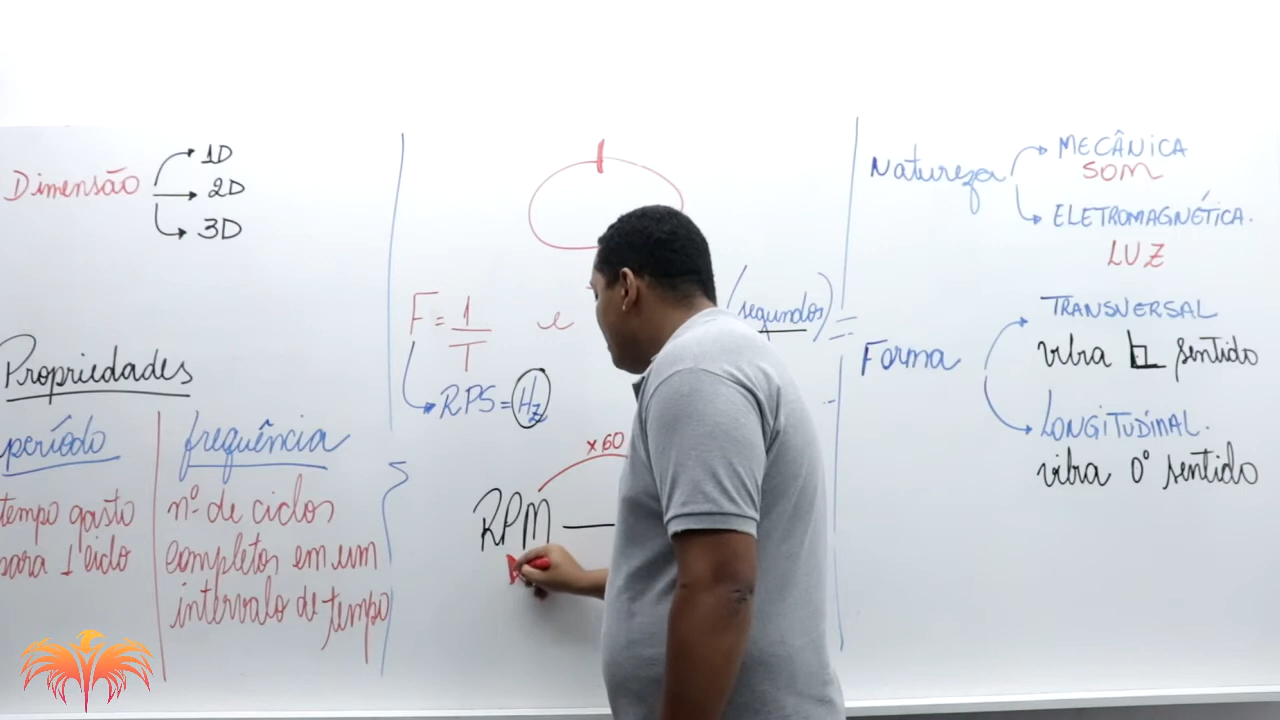 Dimensão
1D
2D
3D
Propriedades
período
tempo gasto
para 1 ciclo
frequência
nº de ciclos
completos em um
intervalo de tempo
F = 1
T
e
(segundos)
RPS = Hz
x60
RPM
Natureza
MECÂNICA
SOM
ELETROMAGNÉTICA.
LUZ
Forma
TRANSVERSAL
vibra sentido
LONGITUDINAL.
vibra 0° sentido